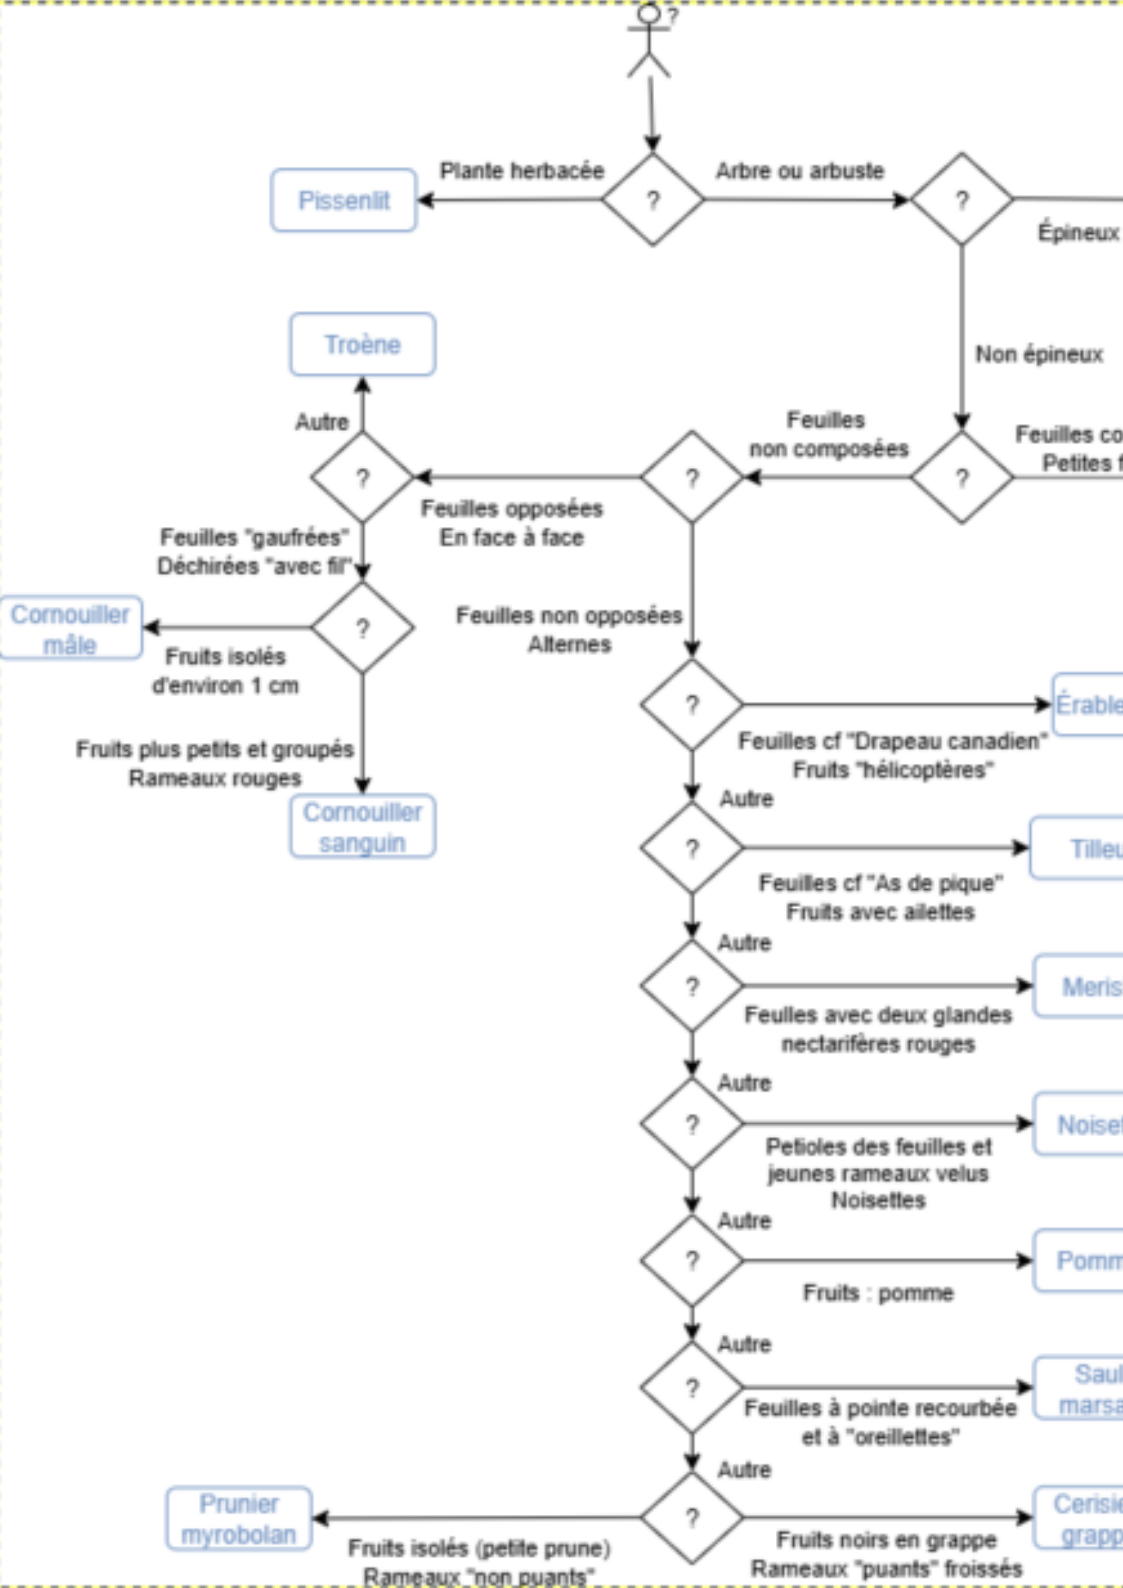 ?
Plante herbacée
Arbre ou arbuste
Pissenlit
?
?
Épineux
Troène
Non épineux
Autre
Feuilles
non composées
Feuilles
Petites
?
?
?
Feuilles opposées
En face à face
Feuilles "gaufrées"
Déchirées "avec fil"
Cornouiller
mâle
?
Feuilles non opposées
Alternes
Fruits isolés
d'environ 1 cm
?
Érable
Fruits plus petits et groupés
Rameaux rouges
Feuilles cf "Drapeau canadien"
Fruits "hélicoptères"
Autre
Cornouiller
sanguin
?
Feuilles cf "As de pique"
Fruits avec ailettes
Autre
?
Feulles avec deux glandes
nectarifères rouges
Autre
?
Petioles des feuilles et
jeunes rameaux velus
Noisettes
Autre
?
Fruits : pomme
Autre
?
Feuilles à pointe recourbée
et à "oreillettes"
Autre
Prunier
myrobolan
?
Fruits isolés (petite prune)
Rameaux "non puants"
Fruits noirs en grappe
Rameaux "puants" froissés